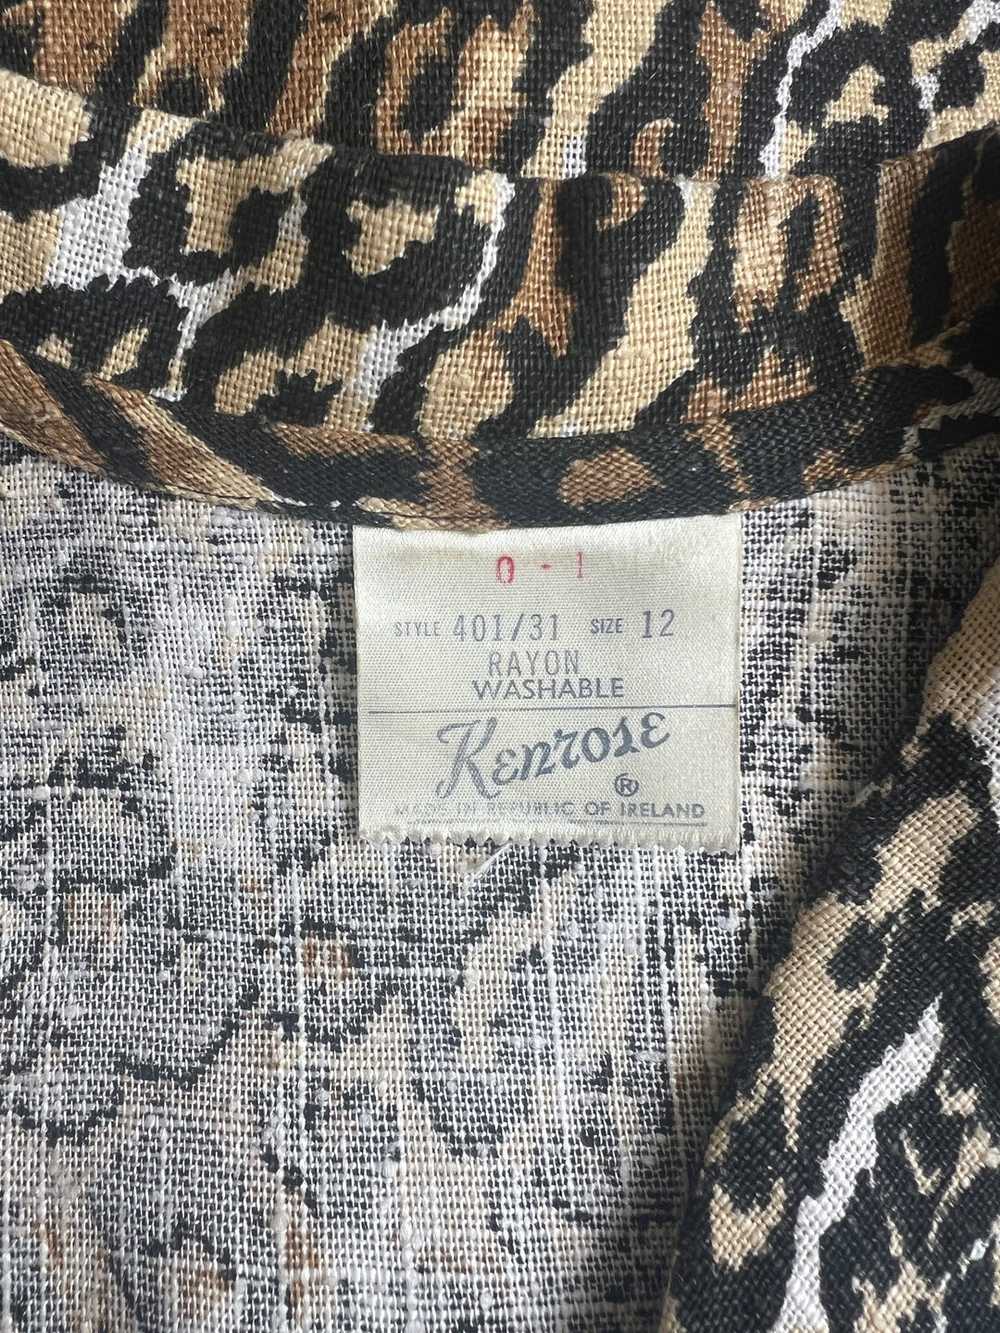 0 - 1
STYLE 401/31 SIZE 12
RAYON
WASHABLE
Kenrose
®
MADE IN REPUBLIC OF IRELAND